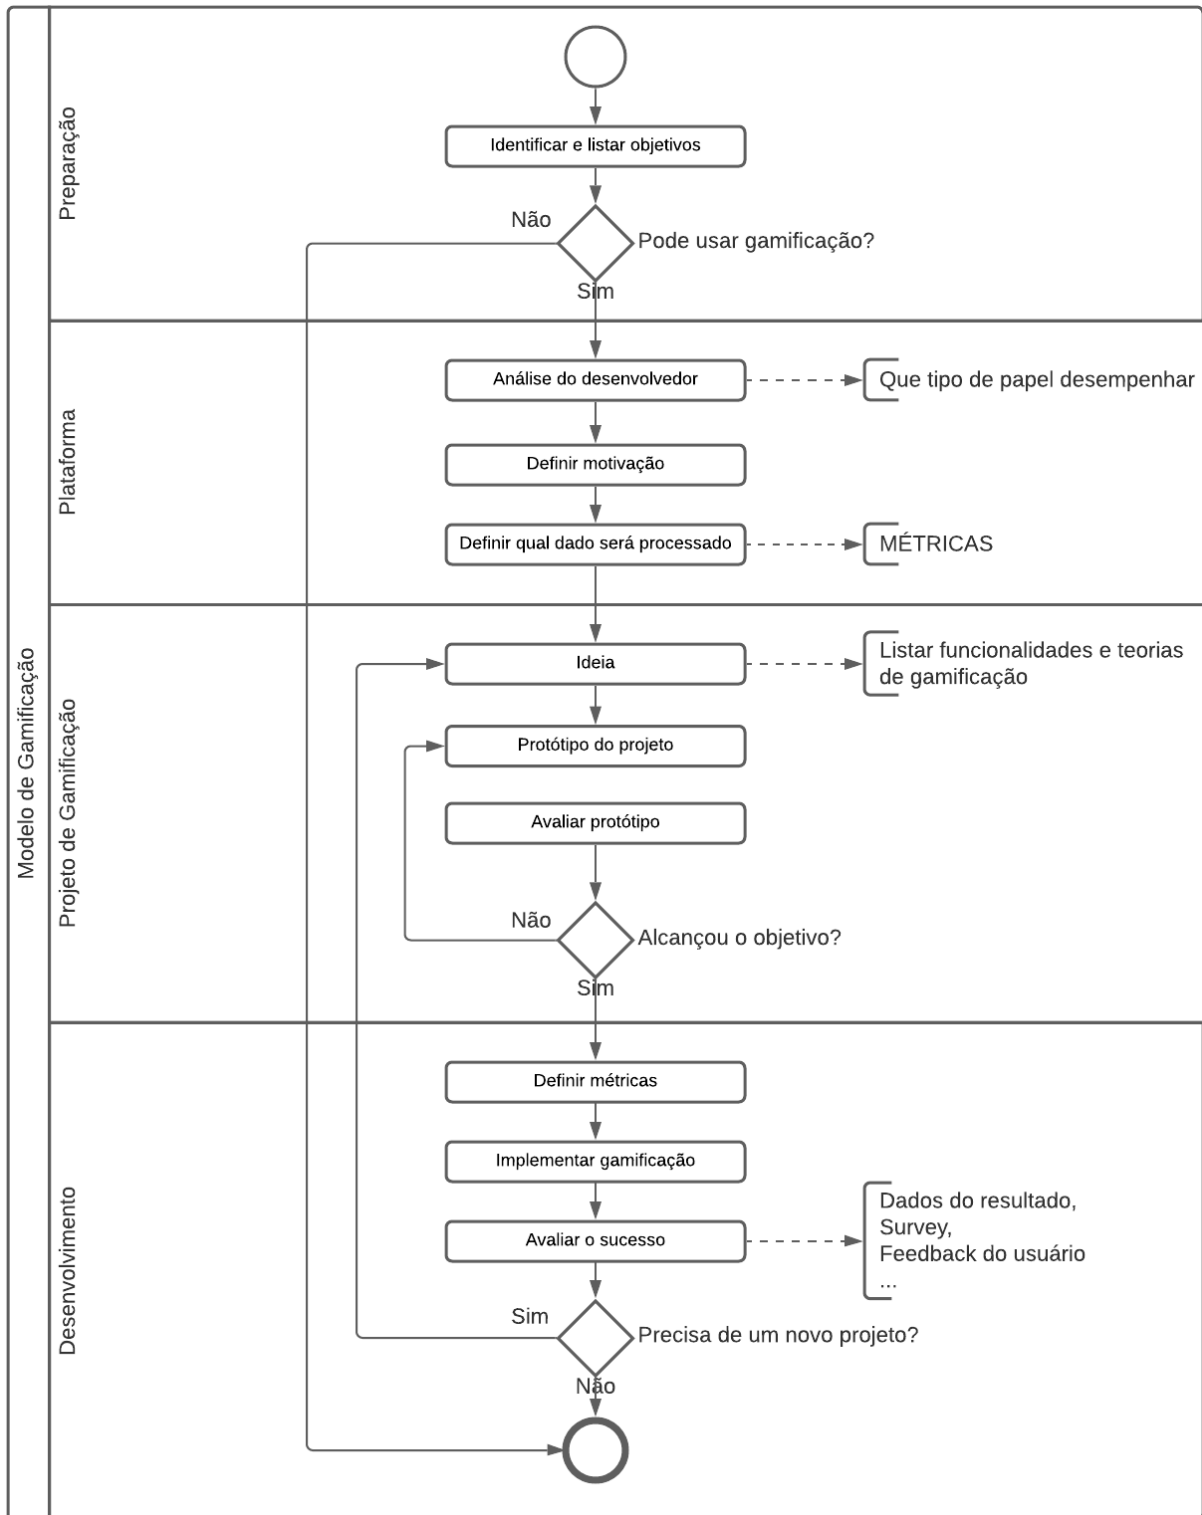 Modelo de Gamificação
Preparação
Identificar e listar objetivos
Não
Pode usar gamificação?
Sim
Plataforma
Análise do desenvolvedor
Que tipo de papel desempenhar
Definir motivação
Definir qual dado será processado
MÉTRICAS
Projeto de Gamificação
Ideia
Listar funcionalidades e teorias
de gamificação
Protótipo do projeto
Avaliar protótipo
Não
Alcançou o objetivo?
Sim
Desenvolvimento
Definir métricas
Implementar gamificação
Avaliar o sucesso
Dados do resultado,
Survey,
Feedback do usuário
...
Sim
Precisa de um novo projeto?
Não